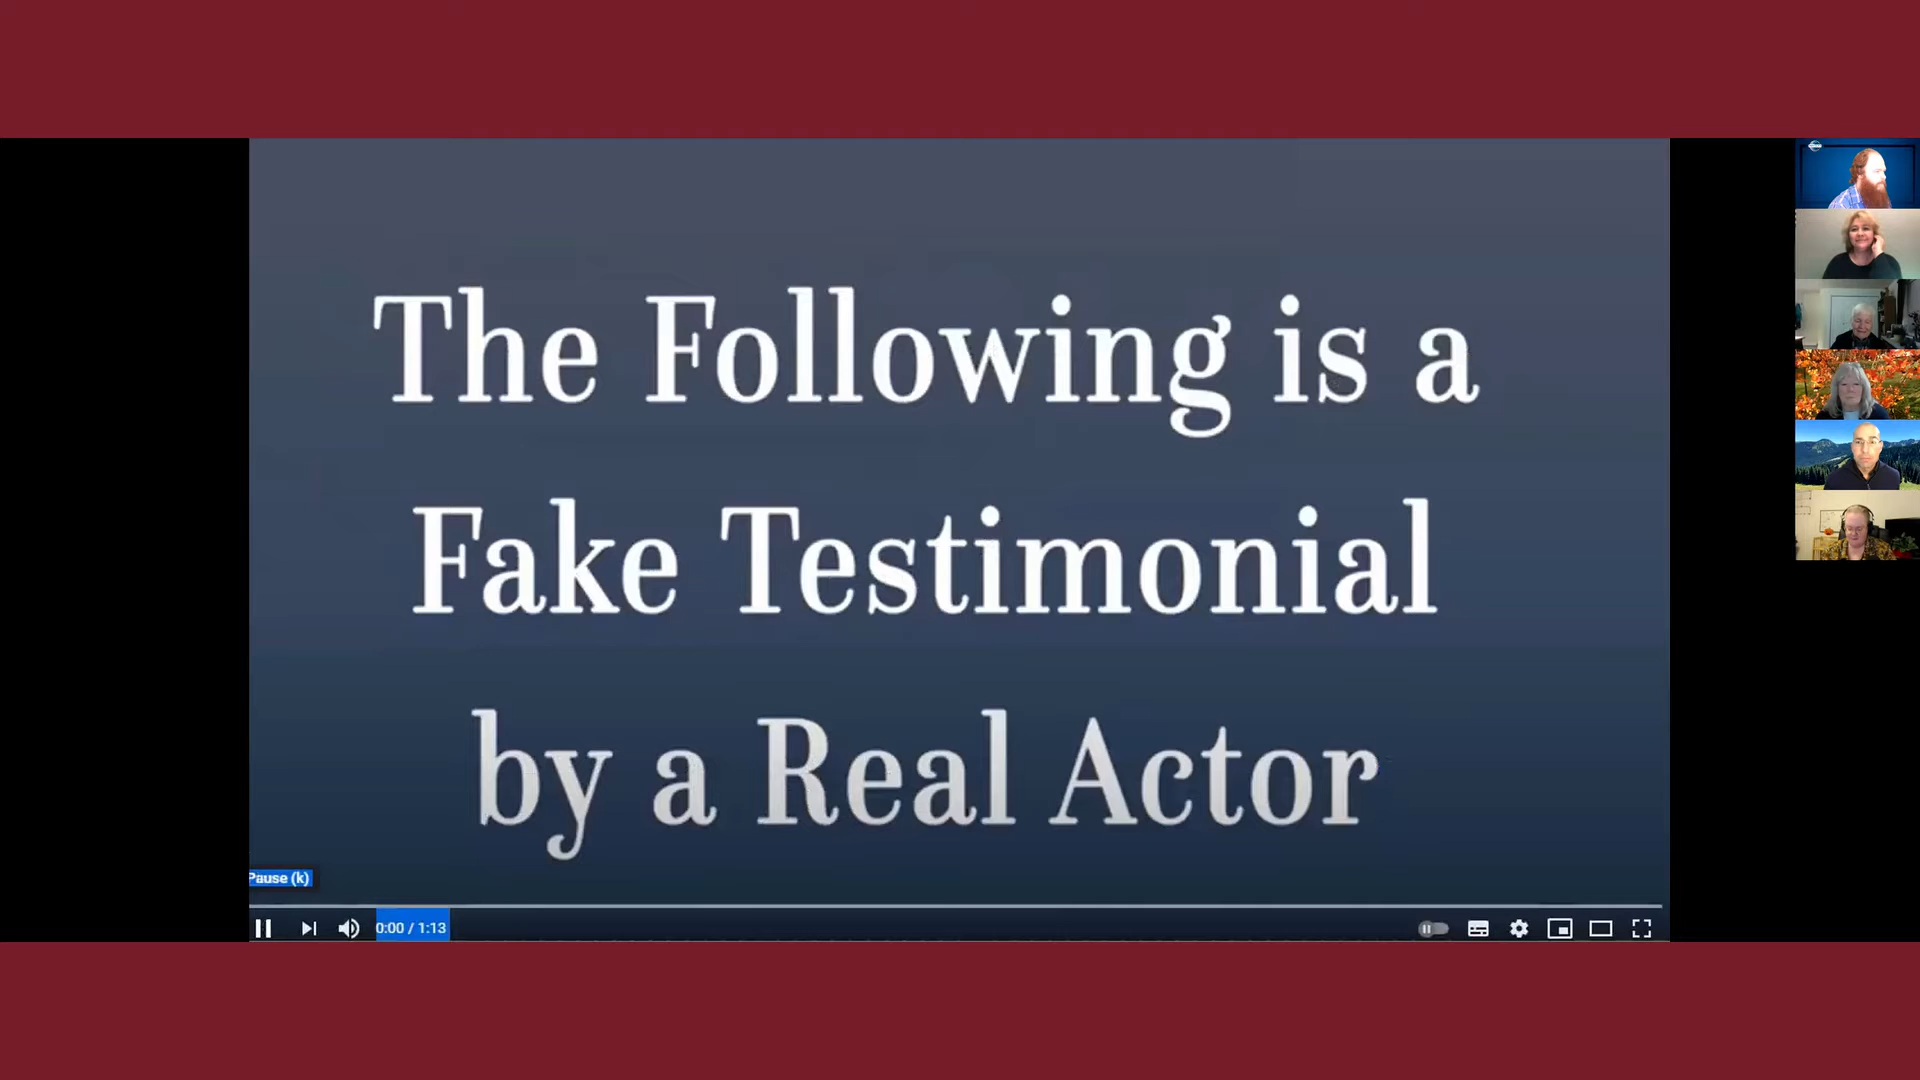 The Following is a
Fake Testimonial
by a Real Actor
Pause (k)
0:00 / 1:13